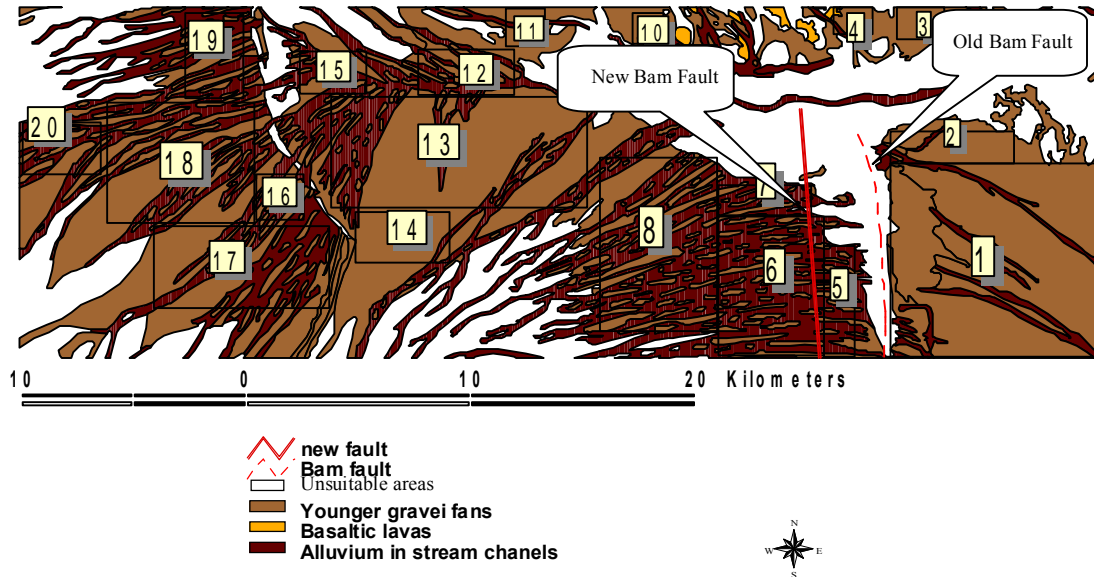 19
11
10
4
3
Old Bam Fault
15
12
New Bam Fault
20
13
2
18
7
16
14
8
17
6
5
1
10 0 10 20 Kilometers
new fault
Bam fault
Unsuitable areas
Younger gravei fans
Basaltic lavas
Alluvium in stream chanels
N
W E
S